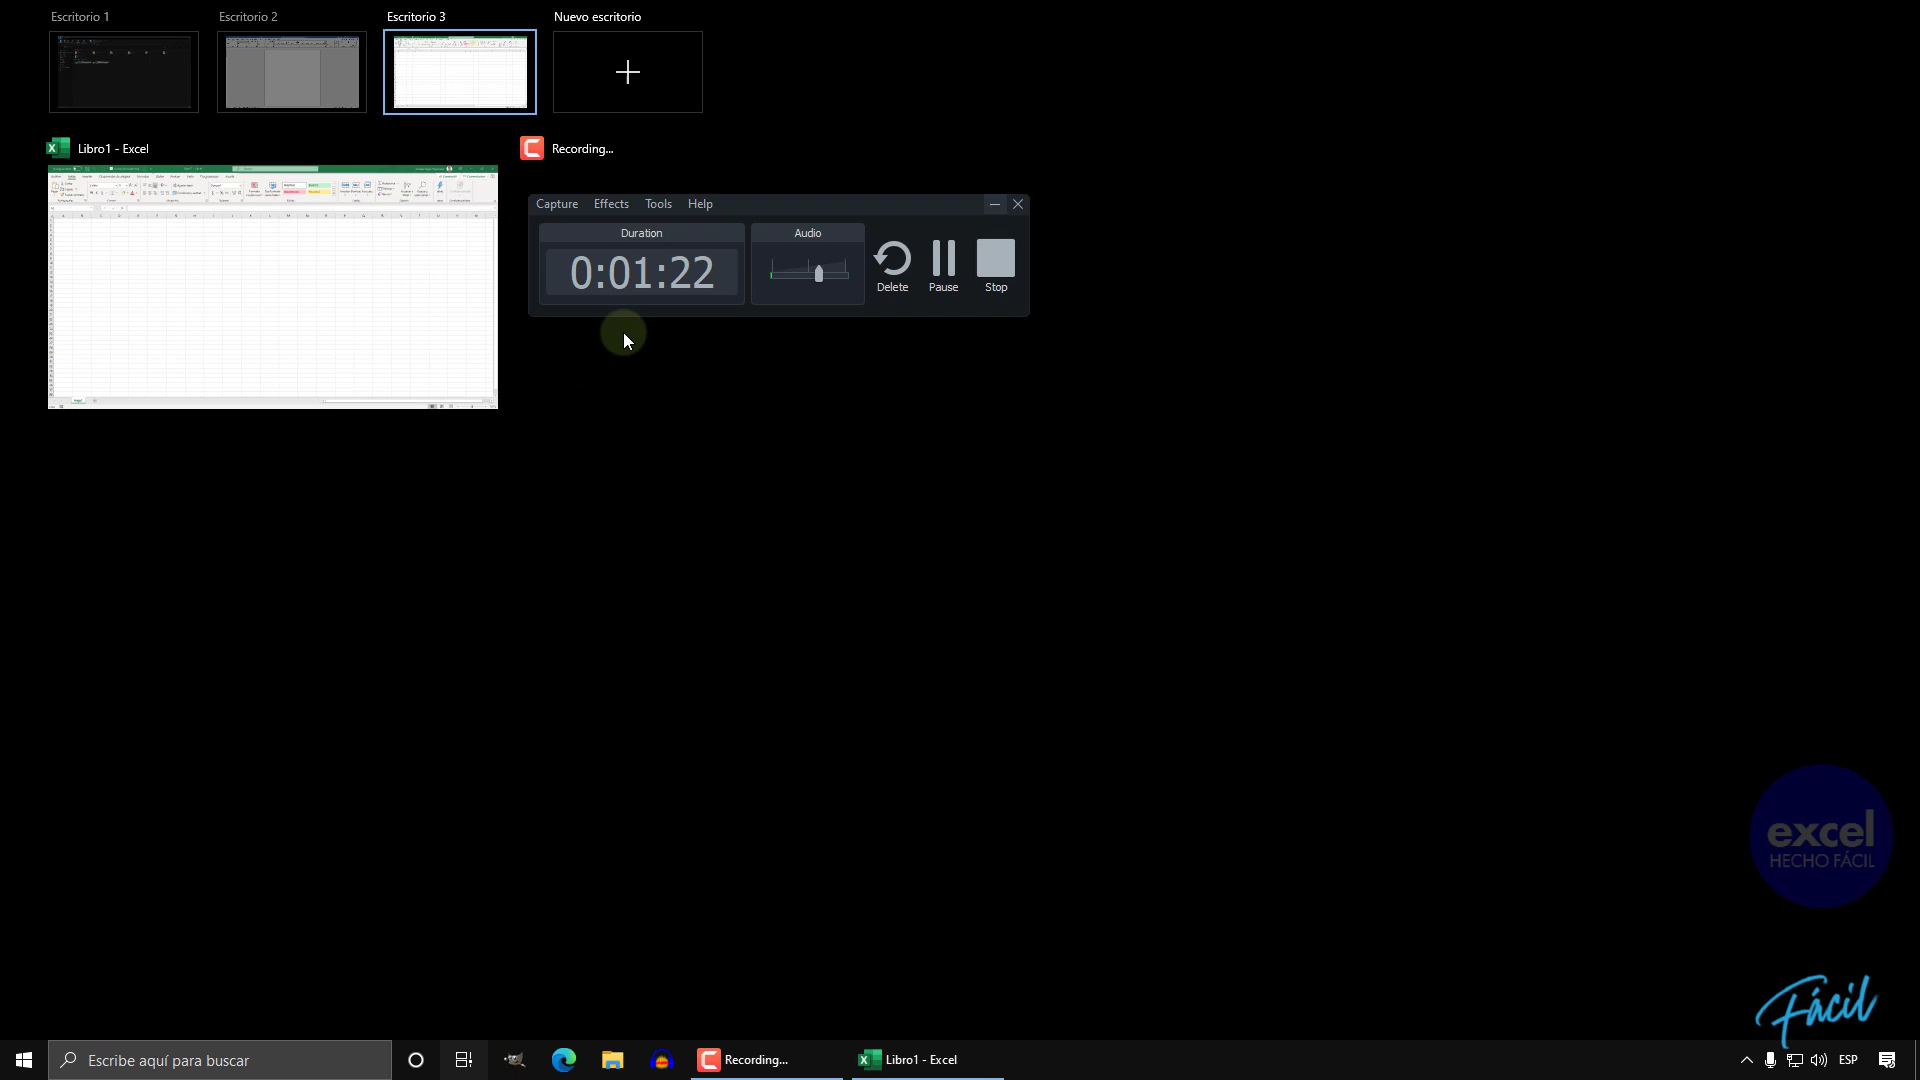 Escritorio 1
Escritorio 2
Escritorio 3
Nuevo escritorio
Libro1 - Excel
Recording...
Capture Effects Tools Help
Duration
Audio
0:01:22
Delete
Pause
Stop
excel
HECHO FÁCIL
Fácil
Escribe aquí para buscar
Recording...
Libro1 - Excel
ESP